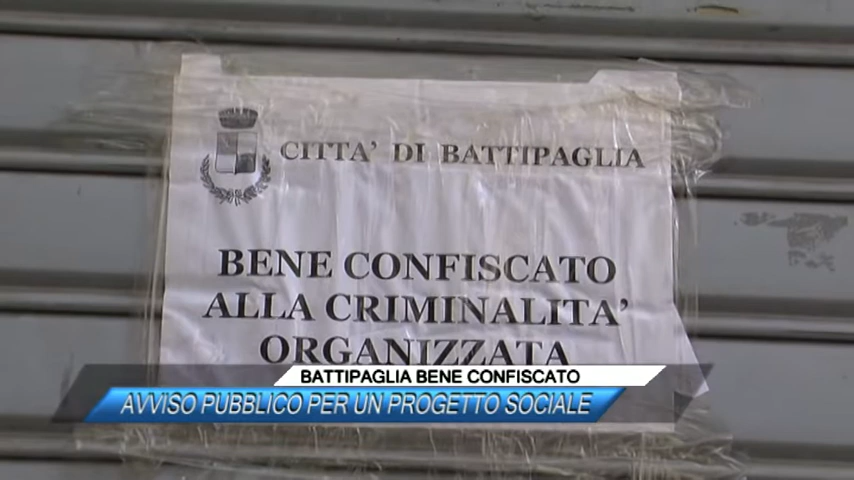 CITTA' DI BATTIPAGLIA
BENE CONFISCATO
ALLA CRIMINALITA'
ORGANIZZATA
BATTIPAGLIA BENE CONFISCATO
AVVISO PUBBLICO PER UN PROGETTO SOCIALE